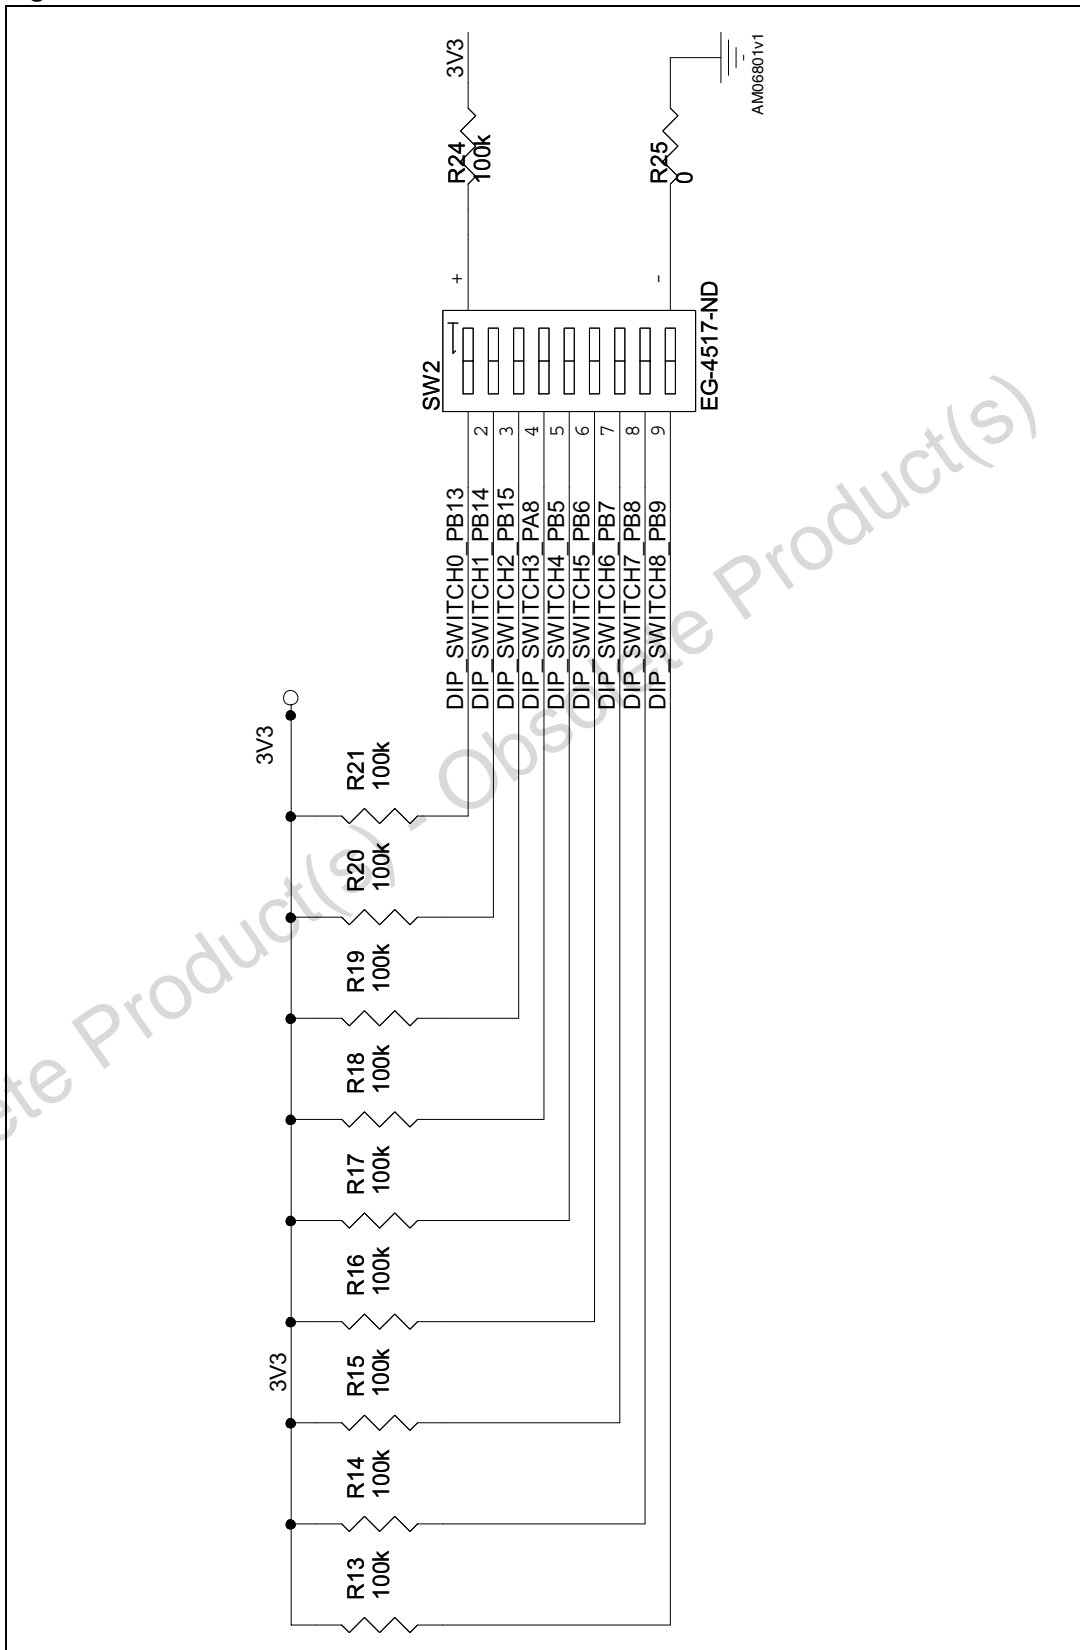 3V3
R24
100k
R25
0
AM06801v1
+
-
SW2
1
EG-4517-ND
2
3
4
5
6
7
8
9
DIP_SWITCH0_PB13
DIP_SWITCH1_PB14
DIP_SWITCH2_PB15
DIP_SWITCH3_PA8
DIP_SWITCH4_PB5
DIP_SWITCH5_PB6
DIP_SWITCH6_PB7
DIP_SWITCH7_PB8
DIP_SWITCH8_PB9
3V3
R21
100k
R20
100k
R19
100k
R18
100k
R17
100k
R16
100k
3V3
R15
100k
R14
100k
R13
100k
ete Product(s) - Obsolete Product(s)